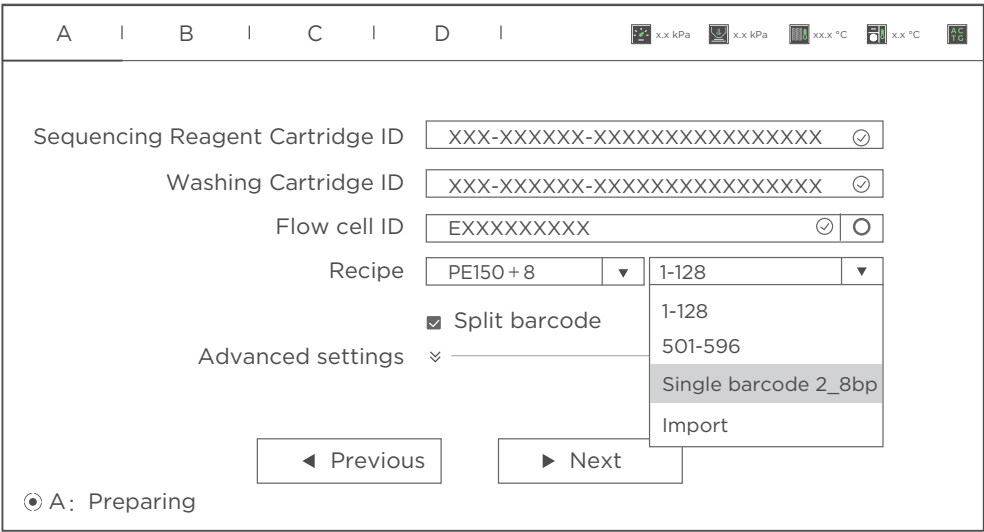 A B C D x.x kPa x.x kPa xx.x °C x.x °C AC TG
Sequencing Reagent Cartridge ID XXX-XXXXXX-XXXXXXXXXXXXXXXX
Washing Cartridge ID XXX-XXXXXX-XXXXXXXXXXXXXXXX
Flow cell ID EXXXXXXXXX
Recipe PE150+8 1-128
1-128
Split barcode
501-596
Advanced settings
Single barcode 2_8bp
Import
Previous Next
A: Preparing